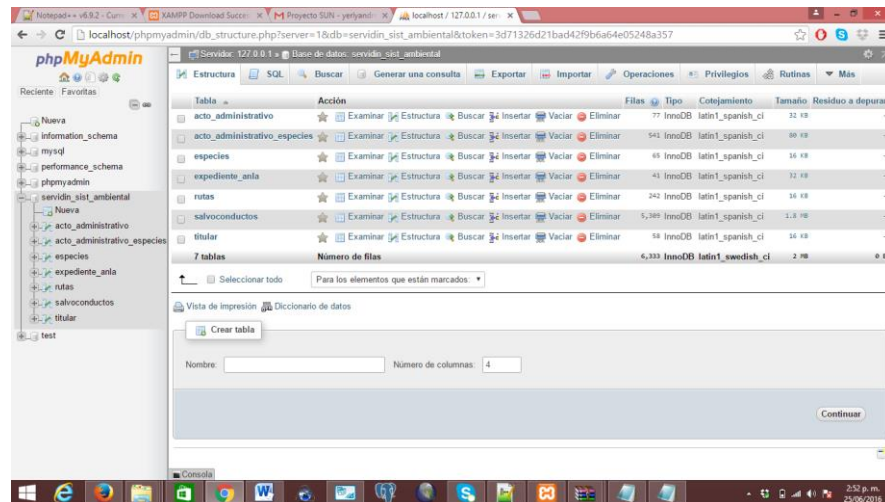 Notepad++ v6.9.2 - Curre
XAMPP Download Succes
Proyecto SUN - yerlyand
localhost / 127.0.0.1 / serv
localhost/phpmyadmin/db_structure.php?server=1&db=servidin_sist_ambiental&token=3d71326d21bad42f9b6a64e05248a357
phpMyAdmin
Reciente Favoritas
Nueva
information_schema
mysql
performance_schema
phpmyadmin
servidin_sist_ambiental
Nueva
acto_administrativo
acto_administrativo_especies
especies
expediente_anla
rutas
salvoconductos
titular
test
Servidor: 127.0.0.1 » Base de datos: servidin_sist_ambiental
Estructura SQL Buscar Generar una consulta Exportar Importar Operaciones Privilegios Rutinas Más
Tabla Acción Filas Tipo Cotejamiento Tamaño Residuo a depurar
acto_administrativo Examinar Estructura Buscar Insertar Vaciar Eliminar 77 InnoDB latin1_spanish_ci 32 KB
acto_administrativo_especies Examinar Estructura Buscar Insertar Vaciar Eliminar 541 InnoDB latin1_spanish_ci 80 KB
especies Examinar Estructura Buscar Insertar Vaciar Eliminar 65 InnoDB latin1_spanish_ci 16 KB
expediente_anla Examinar Estructura Buscar Insertar Vaciar Eliminar 41 InnoDB latin1_spanish_ci 32 KB
rutas Examinar Estructura Buscar Insertar Vaciar Eliminar 242 InnoDB latin1_spanish_ci 16 KB
salvoconductos Examinar Estructura Buscar Insertar Vaciar Eliminar 5,309 InnoDB latin1_spanish_ci 1.8 MB
titular Examinar Estructura Buscar Insertar Vaciar Eliminar 58 InnoDB latin1_spanish_ci 16 KB
7 tablas Número de filas 6,333 InnoDB latin1_swedish_ci 2 MB 0
Seleccionar todo Para los elementos que están marcados:
Vista de impresión Diccionario de datos
Crear tabla
Nombre: Número de columnas: 4
Continuar
Consola
2:52 p. m.
25/06/2016